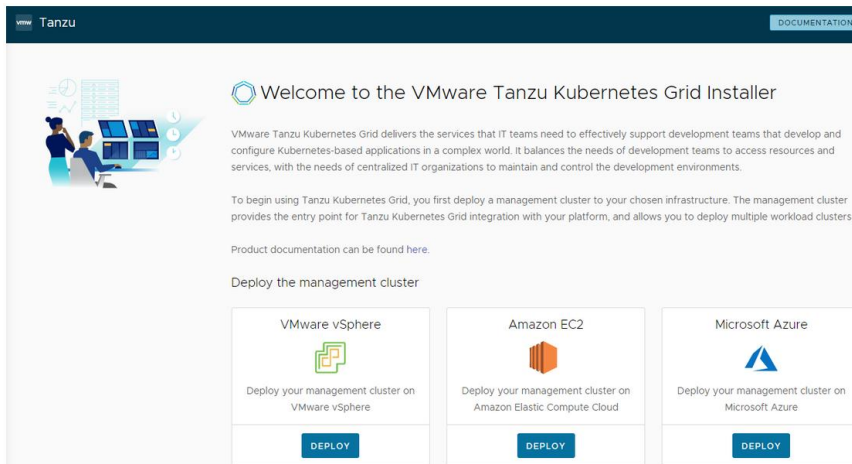 vmw Tanzu
DOCUMENTATION
Welcome to the VMware Tanzu Kubernetes Grid Installer
VMware Tanzu Kubernetes Grid delivers the services that IT teams need to effectively support development teams that develop and
configure Kubernetes-based applications in a complex world. It balances the needs of development teams to access resources and
services, with the needs of centralized IT organizations to maintain and control the development environments.
To begin using Tanzu Kubernetes Grid, you first deploy a management cluster to your chosen infrastructure. The management cluster
provides the entry point for Tanzu Kubernetes Grid integration with your platform, and allows you to deploy multiple workload clusters
Product documentation can be found here.
Deploy the management cluster
VMware vSphere
Deploy your management cluster on
VMware vSphere
DEPLOY
Amazon EC2
Deploy your management cluster on
Amazon Elastic Compute Cloud
DEPLOY
Microsoft Azure
Deploy your management cluster on
Microsoft Azure
DEPLOY